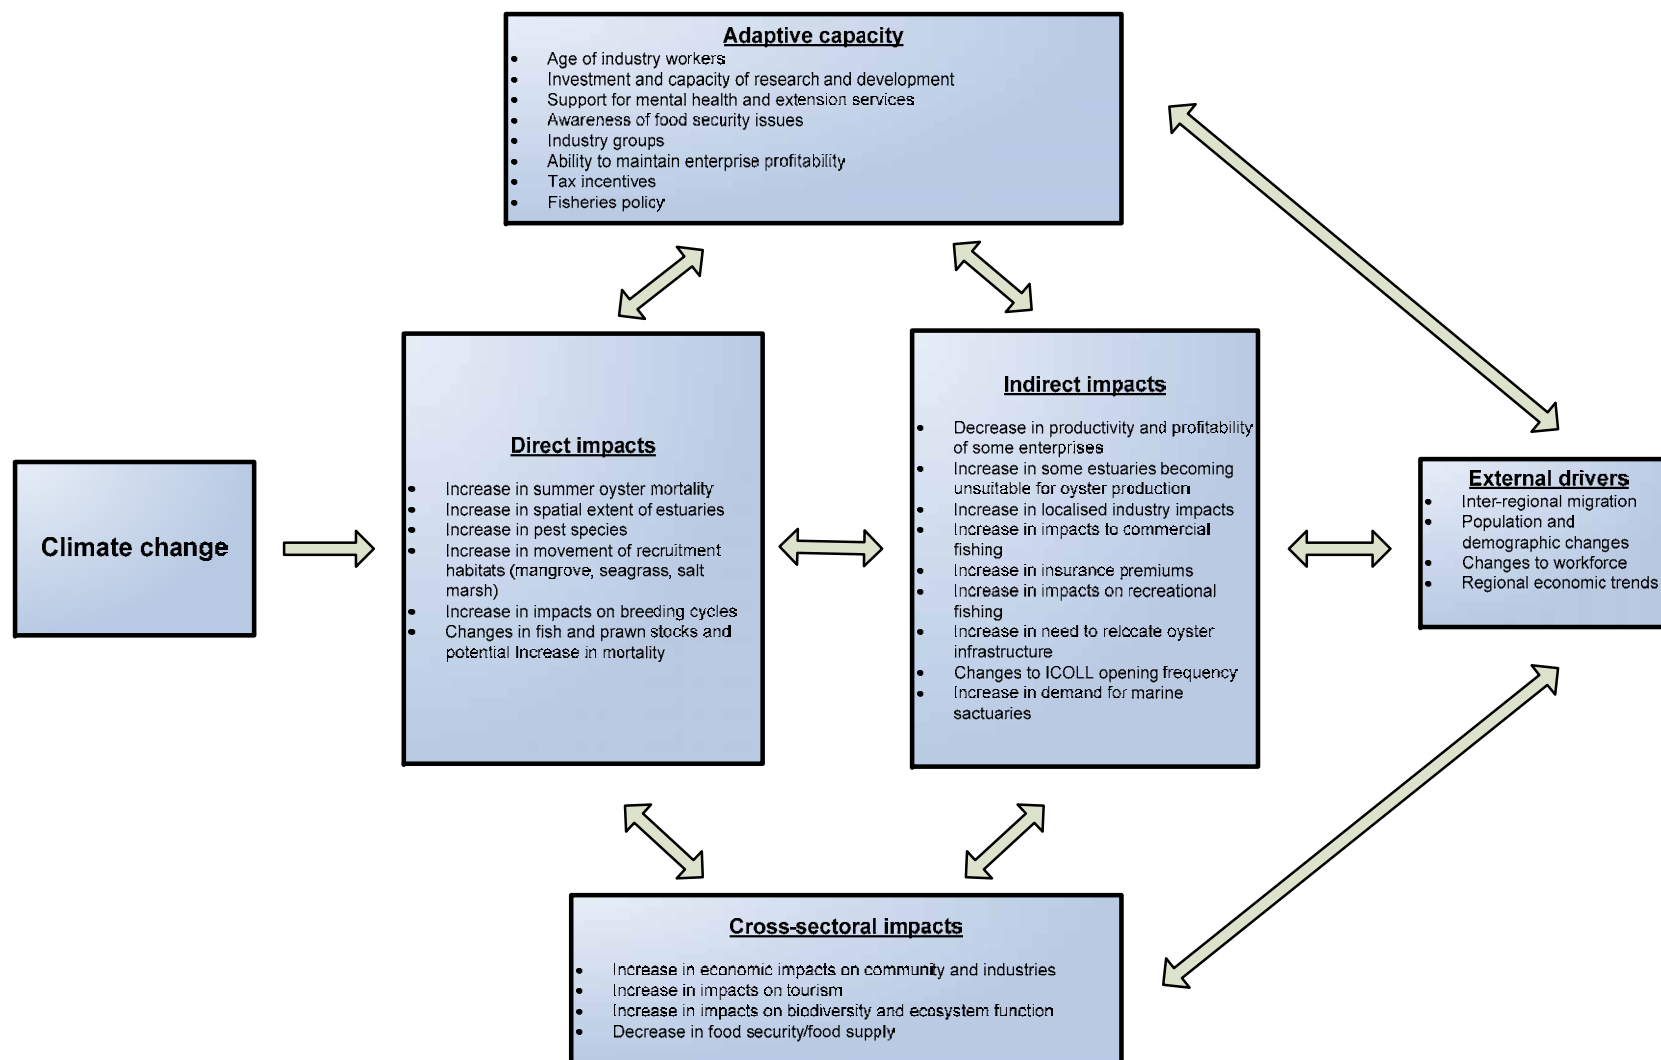 Adaptive capacity
• Age of industry workers
• Investment and capacity of research and development
• Support for mental health and extension services
• Awareness of food security issues
• Industry groups
• Ability to maintain enterprise profitability
• Tax incentives
• Fisheries policy
Climate change
Direct impacts
• Increase in summer oyster mortality
• Increase in spatial extent of estuaries
• Increase in pest species
• Increase in movement of recruitment
habitats (mangrove, seagrass, salt
marsh)
• Increase in impacts on breeding cycles
• Changes in fish and prawn stocks and
potential Increase in mortality
Indirect impacts
• Decrease in productivity and profitability
of some enterprises
• Increase in some estuaries becoming
unsuitable for oyster production
• Increase in localised industry impacts
• Increase in impacts to commercial
fishing
• Increase in insurance premiums
• Increase in impacts on recreational
fishing
• Increase in need to relocate oyster
infrastructure
• Changes to ICOLL opening frequency
• Increase in demand for marine
sactuaries
External drivers
• Inter-regional migration
• Population and
demographic changes
• Changes to workforce
• Regional economic trends
Cross-sectoral impacts
• Increase in economic impacts on community and industries
• Increase in impacts on tourism
• Increase in impacts on biodiversity and ecosystem function
• Decrease in food security/food supply